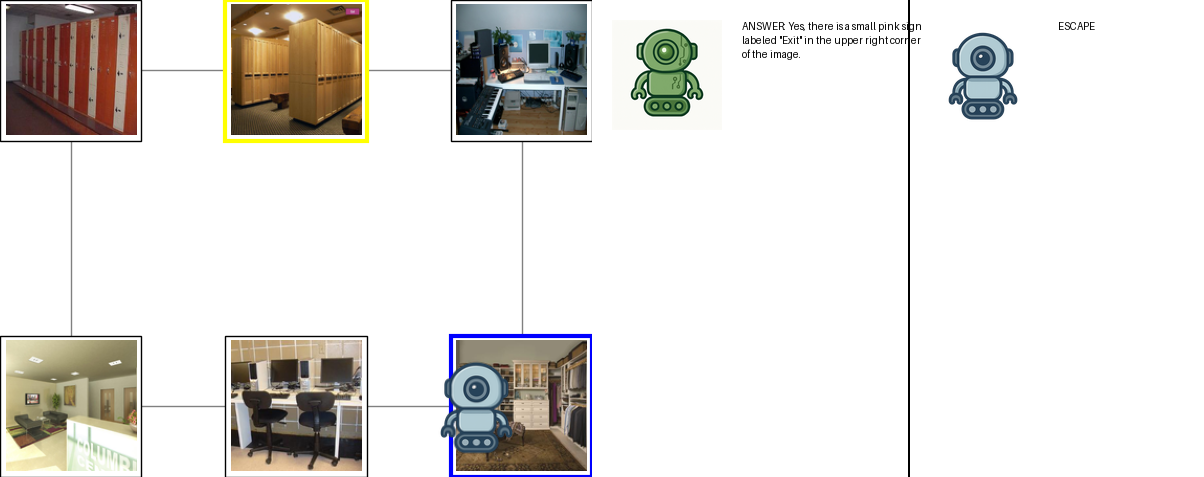 ANSWER: Yes, there is a small pink sign
labeled "Exit" in the upper right corner
of the image.
ESCAPE